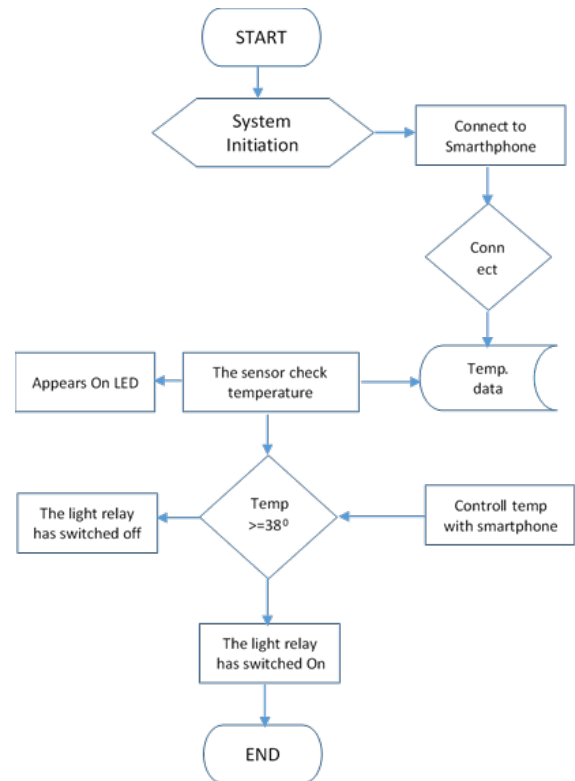 START
System
Initiation
Connect to
Smarthphone
Conn
ect
Appears On LED
The sensor check
temperature
Temp.
data
The light relay
has switched off
Temp
>=38⁰
Controll temp
with smartphone
The light relay
has switched On
END